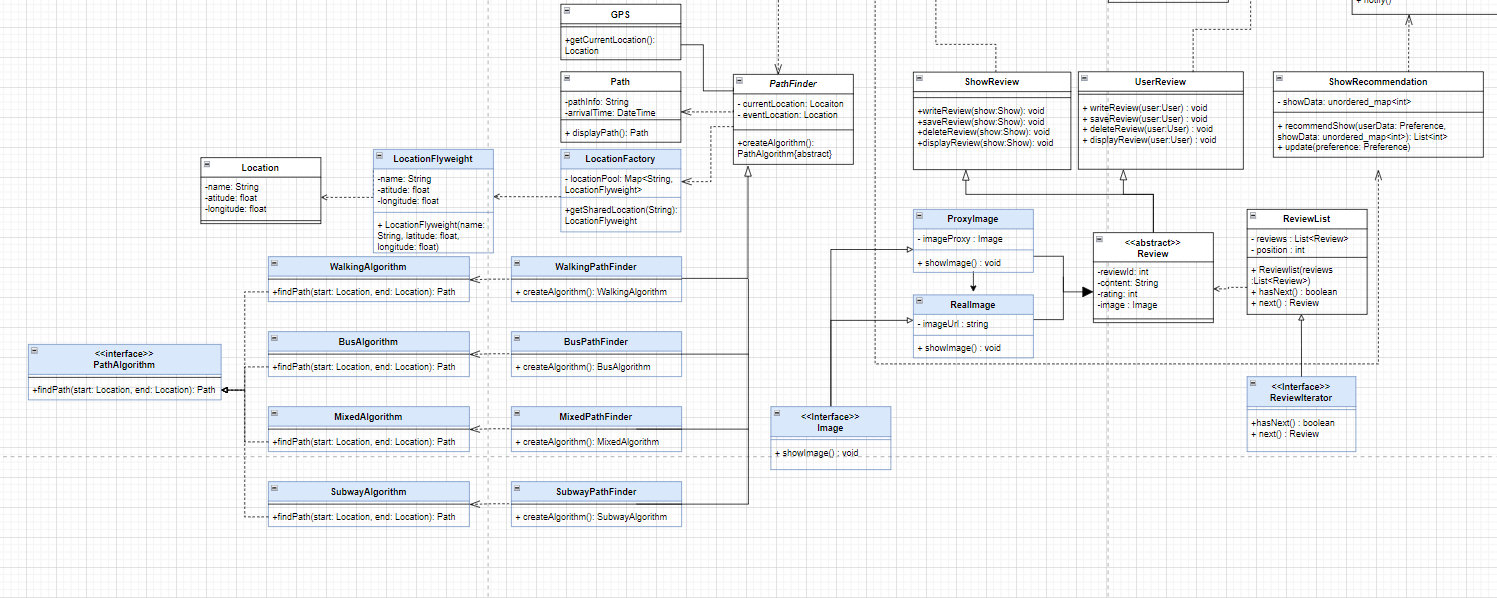 GPS
+getCurrentLocation():
Location
+ notify()
Path
-pathInfo: String
-arrivalTime: DateTime
+ displayPath(): Path
PathFinder
- currentLocation: Locaiton
- eventLocation: Location
+createAlgorithm():
PathAlgorithm{abstract}
ShowReview
+writeReview(show:Show): void
+saveReview(show:Show): void
+deleteReview(show:Show): void
+displayReview(show:Show): void
UserReview
+ writeReview(user:User) : void
+ saveReview(user:User) : void
+ deleteReview(user:User) : void
+ displayReview(user:User) : void
ShowRecommendation
- showData: unordered_map<int>
+ recommendShow(userData: Preference,
showData: unordered_map<int>): List<int>
+ update(preference: Preference)
Location
-name: String
-atitude: float
-longitude: float
LocationFlyweight
-name: String
-atitude: float
-longitude: float
+ LocationFlyweight(name:
String, latitude: float,
longitude: float)
LocationFactory
- locationPool: Map<String,
LocationFlyweight>
+getSharedLocation(String):
LocationFlyweight
ProxyImage
- imageProxy : Image
+ showImage() : void
RealImage
- imageUrl : string
+ showImage() : void
<<abstract>>
Review
-reviewId: int
-content: String
-rating: int
-image : Image
ReviewList
- reviews : List<Review>
- position : int
+ Reviewlist(reviews
:List<Review>)
+ hasNext() : boolean
+ next() : Review
WalkingAlgorithm
+findPath(start: Location, end: Location): Path
WalkingPathFinder
+ createAlgorithm(): WalkingAlgorithm
BusAlgorithm
+findPath(start: Location, end: Location): Path
BusPathFinder
+ createAlgorithm(): BusAlgorithm
<<interface>>
PathAlgorithm
+findPath(start: Location, end: Location): Path
MixedAlgorithm
+findPath(start: Location, end: Location): Path
MixedPathFinder
+ createAlgorithm(): MixedAlgorithm
<<Interface>>
Image
+ showImage() : void
<<Interface>>
ReviewIterator
+hasNext() : boolean
+ next() : Review
SubwayAlgorithm
+findPath(start: Location, end: Location): Path
SubwayPathFinder
+ createAlgorithm(): SubwayAlgorithm